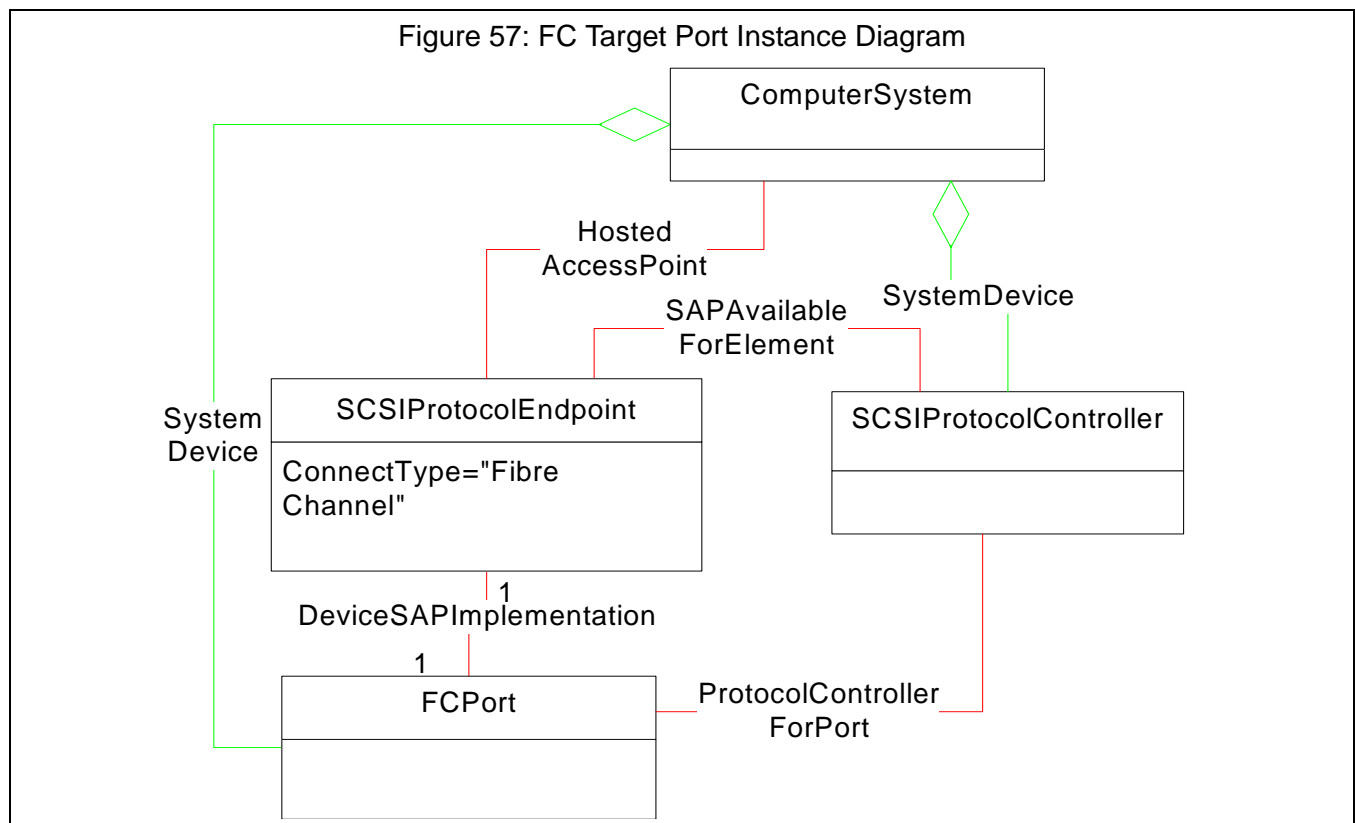 Figure 57: FC Target Port Instance Diagram
ComputerSystem
Hosted
AccessPoint
SystemDevice
SAPAvailable
ForElement
SCSIProtocolEndpoint
ConnectType="Fibre
Channel"
SCSIProtocolController
System
Device
1
DeviceSAPImplementation
1
FCPort
ProtocolController
ForPort